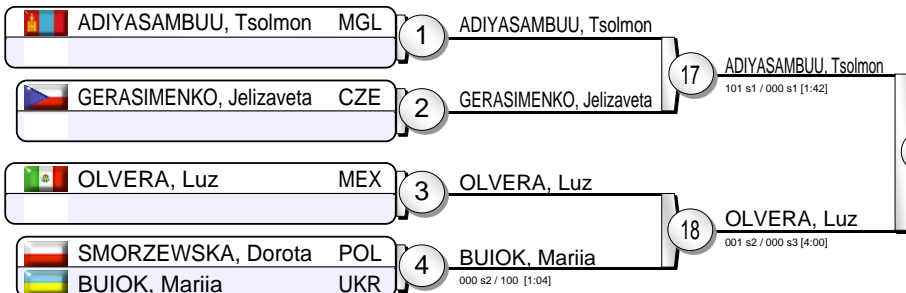 ADIYASAMBUU, Tsolmon MGL
1
ADIYASAMBUU, Tsolmon
17
ADIYASAMBUU, Tsolmon
101 s1 / 000 s1 [1:42]
GERASIMENKO, Jelizaveta CZE
2
GERASIMENKO, Jelizaveta
OLVERA, Luz MEX
3
OLVERA, Luz
18
OLVERA, Luz
001 s2 / 000 s3 [4:00]
SMORZEWSKA, Dorota POL
BUIOK, Mariia UKR
4
BUIOK, Mariia
000 s2 / 100 [1:04]